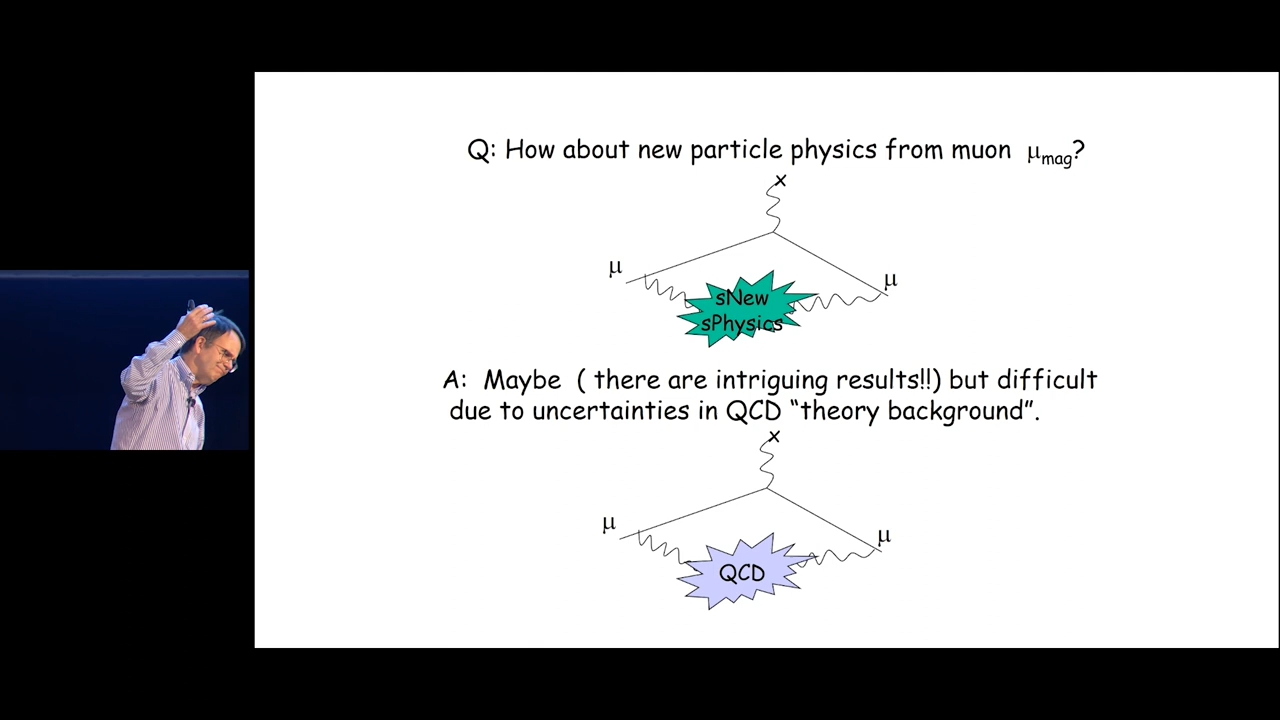 Q: How about new particle physics from muon μmag?
x
μ
μ
sNew
sPhysics
A: Maybe ( there are intriguing results!!) but difficult
due to uncertainties in QCD “theory background”.
x
μ
μ
QCD